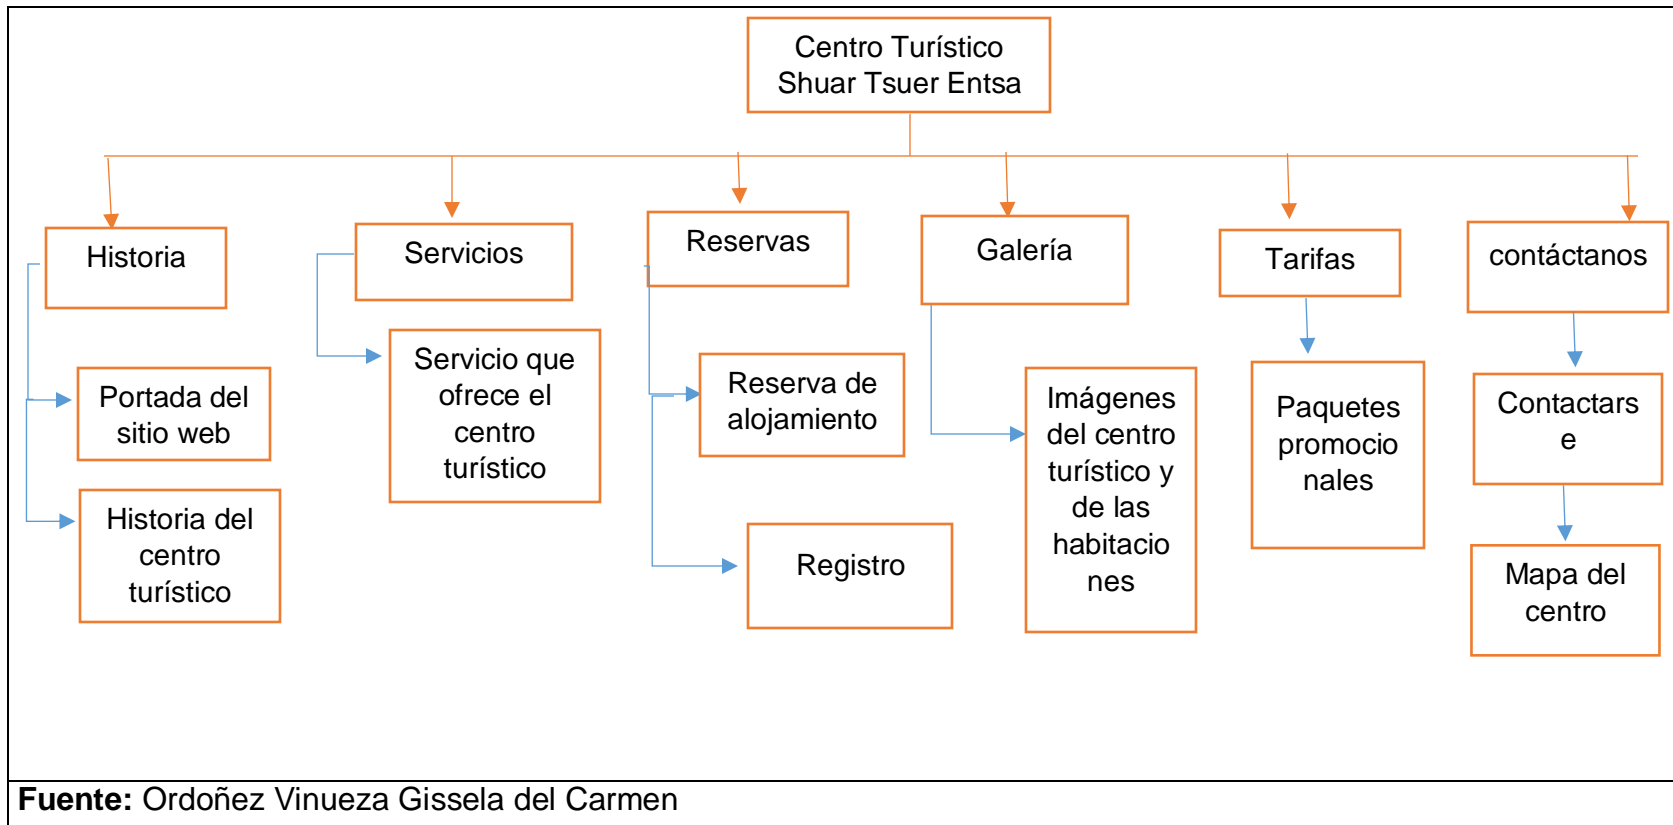 Centro Turístico
Shuar Tsuer Entsa
Historia
Servicios
Reservas
Galería
Tarifas
contáctanos
Portada del
sitio web
Historia del
centro
turístico
Servicio que
ofrece el
centro
turístico
Reserva de
alojamiento
Registro
Imágenes
del centro
turístico y
de las
habitacio
nes
Paquetes
promocio
nales
Contactars
e
Mapa del
centro
Fuente: Ordoñez Vinueza Gissela del Carmen